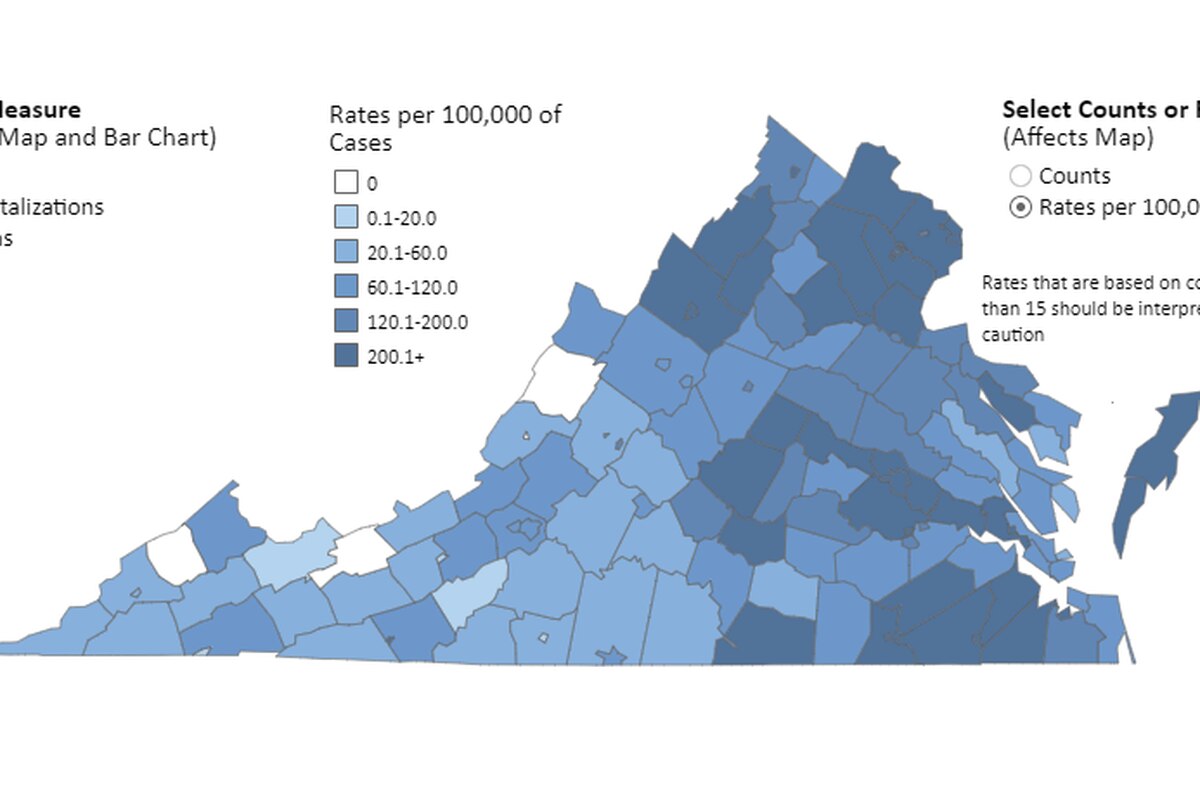 Measure
Map and Bar Chart)
talizations
Rates per 100,000 of
Cases
0
0.1-20.0
20.1-60.0
60.1-120.0
120.1-200.0
200.1+
Select Counts or
(Affects Map)
Counts
Rates per 100,0
Rates that are based on co
than 15 should be interpre
caution